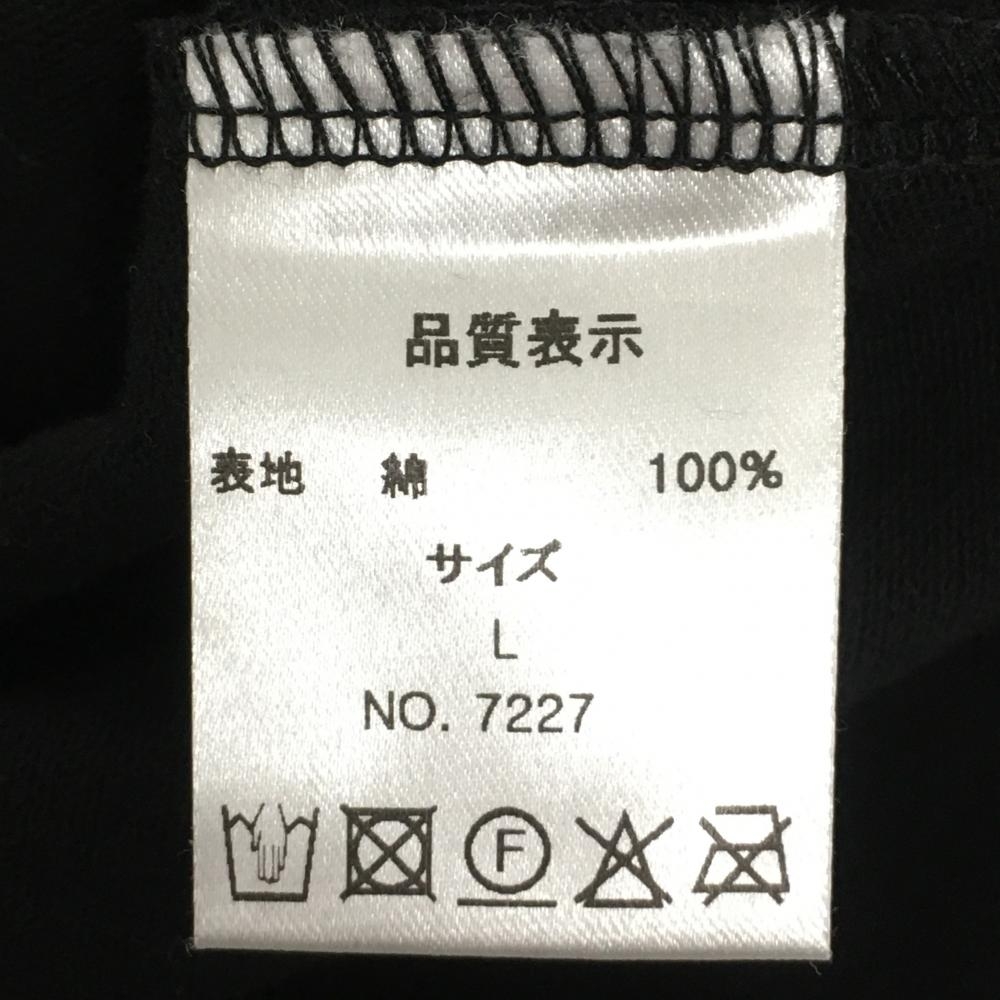 品質表示
表地 綿 100%
サイズ
L
NO. 7227
F